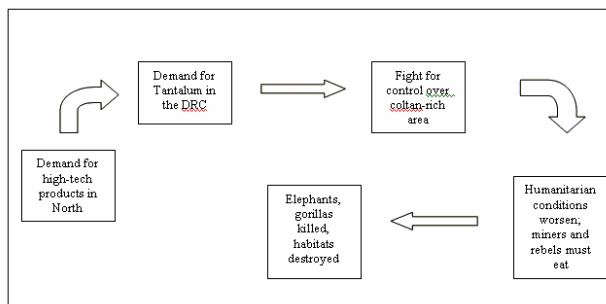 Demand for
high-tech
products in
North
Demand for
Tantalum in
the DRC
Fight for
control over
coltan-rich
area
Humanitarian
conditions
worsen;
miners and
rebels must
eat
Elephants,
gorillas
killed,
habitats
destroyed